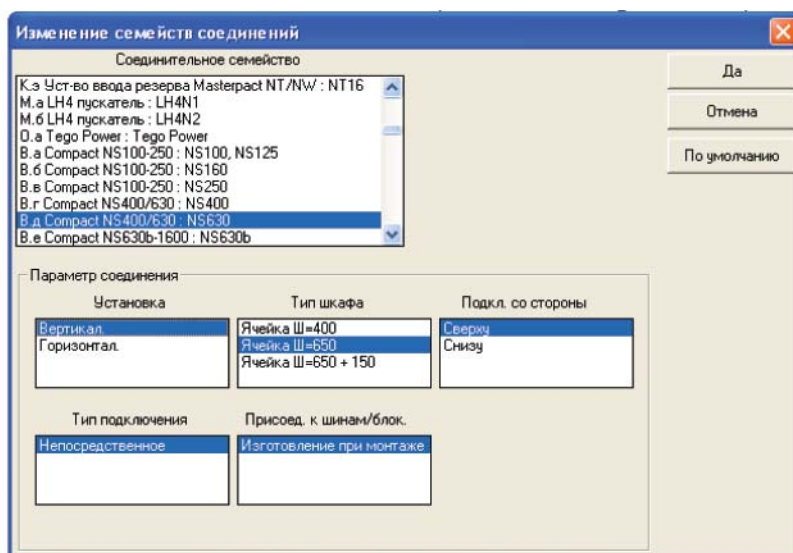 Изменение семейств соединений
Соединительное семейство
К.э Уст-во ввода резерва Masterpact NT/NW : NT16
М.а LH4 пускатель : LH4N1
М.б LH4 пускатель : LH4N2
О.а Tego Power : Tego Power
В.а Compact NS100-250 : NS100, NS125
В.б Compact NS100-250 : NS160
В.в Compact NS100-250 : NS250
В.г Compact NS400/630 : NS400
В.д Compact NS400/630 : NS630
В.е Compact NS630b-1600 : NS630b
Да
Отмена
По умолчанию
Параметр соединения
Установка
Вертикал.
Горизонтал.
Тип шкафа
Ячейка Ш=400
Ячейка Ш=650
Ячейка Ш=650 + 150
Подкл. со стороны
Сверху
Снизу
Тип подключения
Непосредственное
Присоед. к шинам/блок.
Изготовление при монтаже